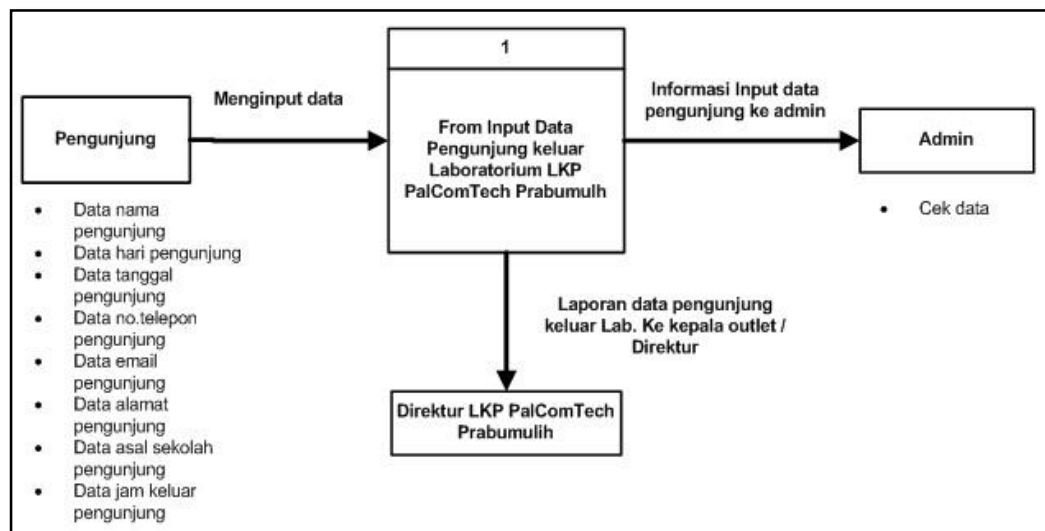 1
Menginput data
Informasi Input data
pengunjung ke admin
Pengunjung
From Input Data
Pengunjung keluar
Laboratorium LKP
PalComTech Prabumulh
Admin
• Data nama
pengunjung
• Data hari pengunjung
• Data tanggal
pengunjung
• Data no.telepon
pengunjung
• Data email
pengunjung
• Data alamat
pengunjung
• Data asal sekolah
pengunjung
• Data jam keluar
pengunjung
• Cek data
Laporan data pengunjung
keluar Lab. Ke kepala outlet /
Direktur
Direktur LKP PalComTech
Prabumulih